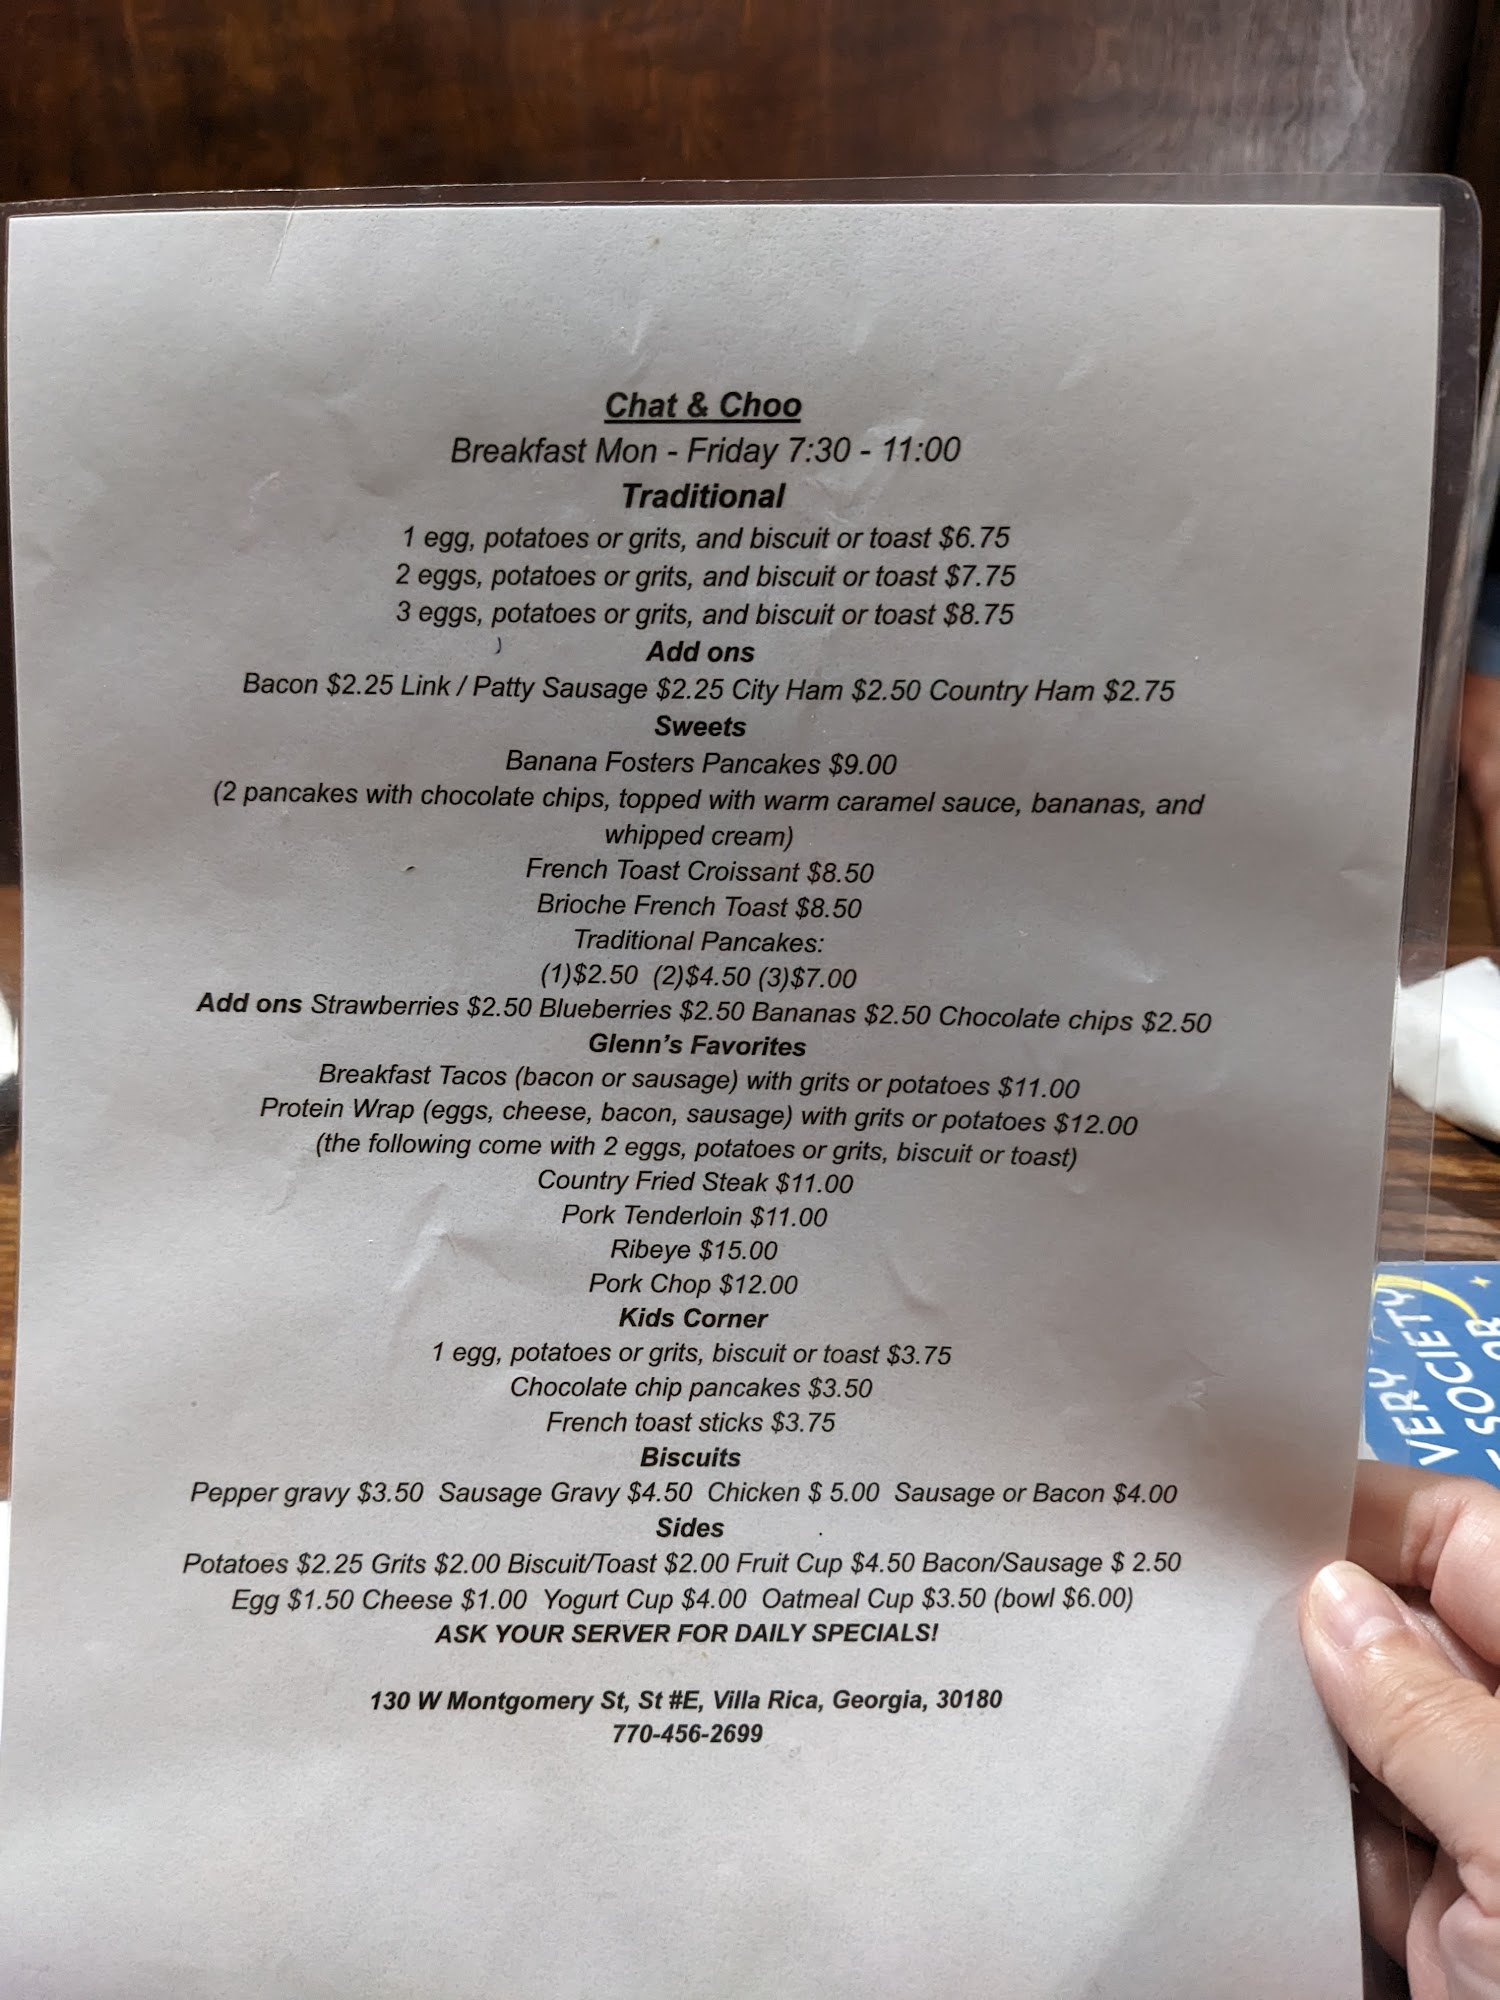 Chat & Choo
Breakfast Mon - Friday 7:30 - 11:00
Traditional
1 egg, potatoes or grits, and biscuit or toast $6.75
2 eggs, potatoes or grits, and biscuit or toast $7.75
3 eggs, potatoes or grits, and biscuit or toast $8.75
Add ons
Bacon $2.25 Link / Patty Sausage $2.25 City Ham $2.50 Country Ham $2.75
Sweets
Banana Fosters Pancakes $9.00
(2 pancakes with chocolate chips, topped with warm caramel sauce, bananas, and
whipped cream)
French Toast Croissant $8.50
Brioche French Toast $8.50
Traditional Pancakes:
(1)$2.50 (2)$4.50 (3)$7.00
Add ons Strawberries $2.50 Blueberries $2.50 Bananas $2.50 Chocolate chips $2.50
Glenn's Favorites
Breakfast Tacos (bacon or sausage) with grits or potatoes $11.00
Protein Wrap (eggs, cheese, bacon, sausage) with grits or potatoes $12.00
(the following come with 2 eggs, potatoes or grits, biscuit or toast)
Country Fried Steak $11.00
Pork Tenderloin $11.00
Ribeye $15.00
Pork Chop $12.00
Kids Corner
1 egg, potatoes or grits, biscuit or toast $3.75
Chocolate chip pancakes $3.50
French toast sticks $3.75
Biscuits
Pepper gravy $3.50 Sausage Gravy $4.50 Chicken $ 5.00 Sausage or Bacon $4.00
Sides
Potatoes $2.25 Grits $2.00 Biscuit/Toast $2.00 Fruit Cup $4.50 Bacon/Sausage $ 2.50
Egg $1.50 Cheese $1.00 Yogurt Cup $4.00 Oatmeal Cup $3.50 (bowl $6.00)
ASK YOUR SERVER FOR DAILY SPECIALS!
130 W Montgomery St, St #E, Villa Rica, Georgia, 30180
770-456-2699
VERY
SOCIETY
OR